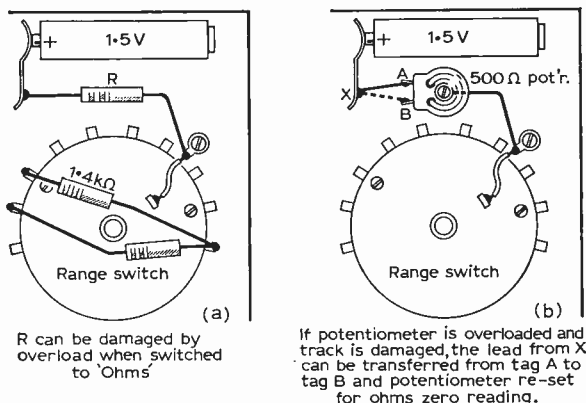 + 1·5V
R
1·4kΩ
Range switch
(a)
R can be damaged by
overload when switched
to 'Ohms'
+ 1·5V
A
X
B
500Ω pot'r.
Range switch
(b)
If potentiometer is overloaded and
track is damaged, the lead from X
can be transferred from tag A to
tag B and potentiometer re-set
for ohms zero reading.